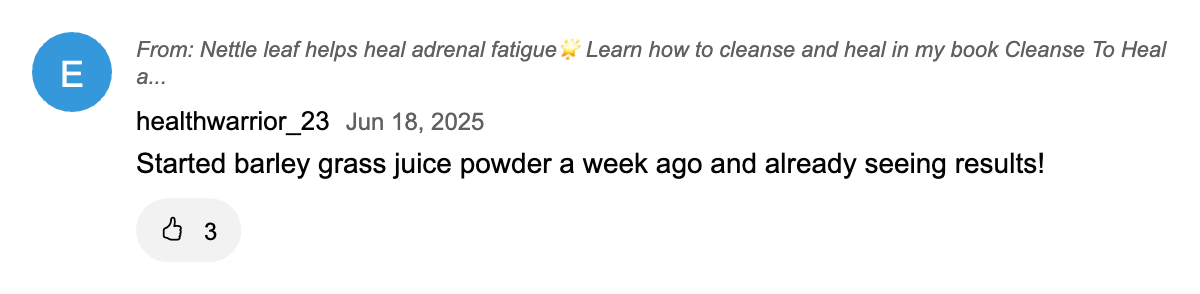 E
From: Nettle leaf helps heal adrenal fatigue🌟 Learn how to cleanse and heal in my book Cleanse To Heal
a...
healthwarrior_23 Jun 18, 2025
Started barley grass juice powder a week ago and already seeing results!
3